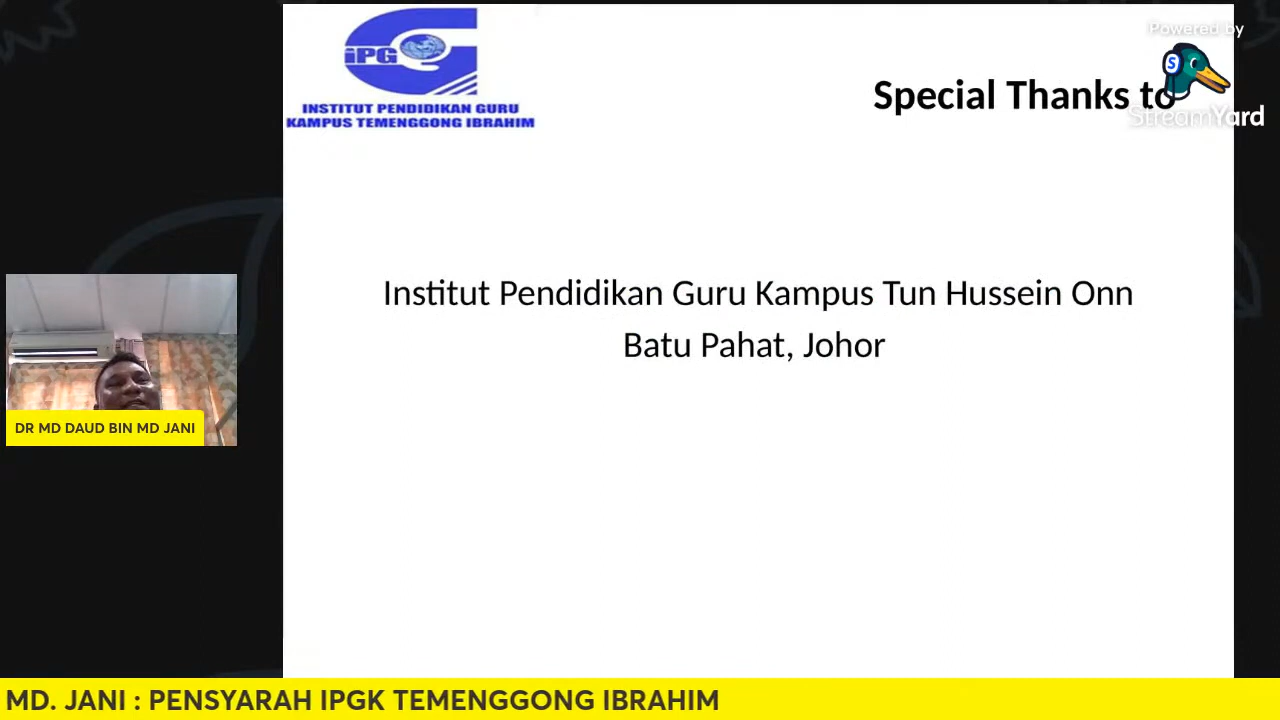 iPG
INSTITUT PENDIDIKAN GURU
KAMPUS TEMENGGONG IBRAHIM
Powered by
S
StreamYard
Special Thanks to
Institut Pendidikan Guru Kampus Tun Hussein Onn
Batu Pahat, Johor
DR MD DAUD BIN MD JANI
MD. JANI : PENSYARAH IPGK TEMENGGONG IBRAHIM